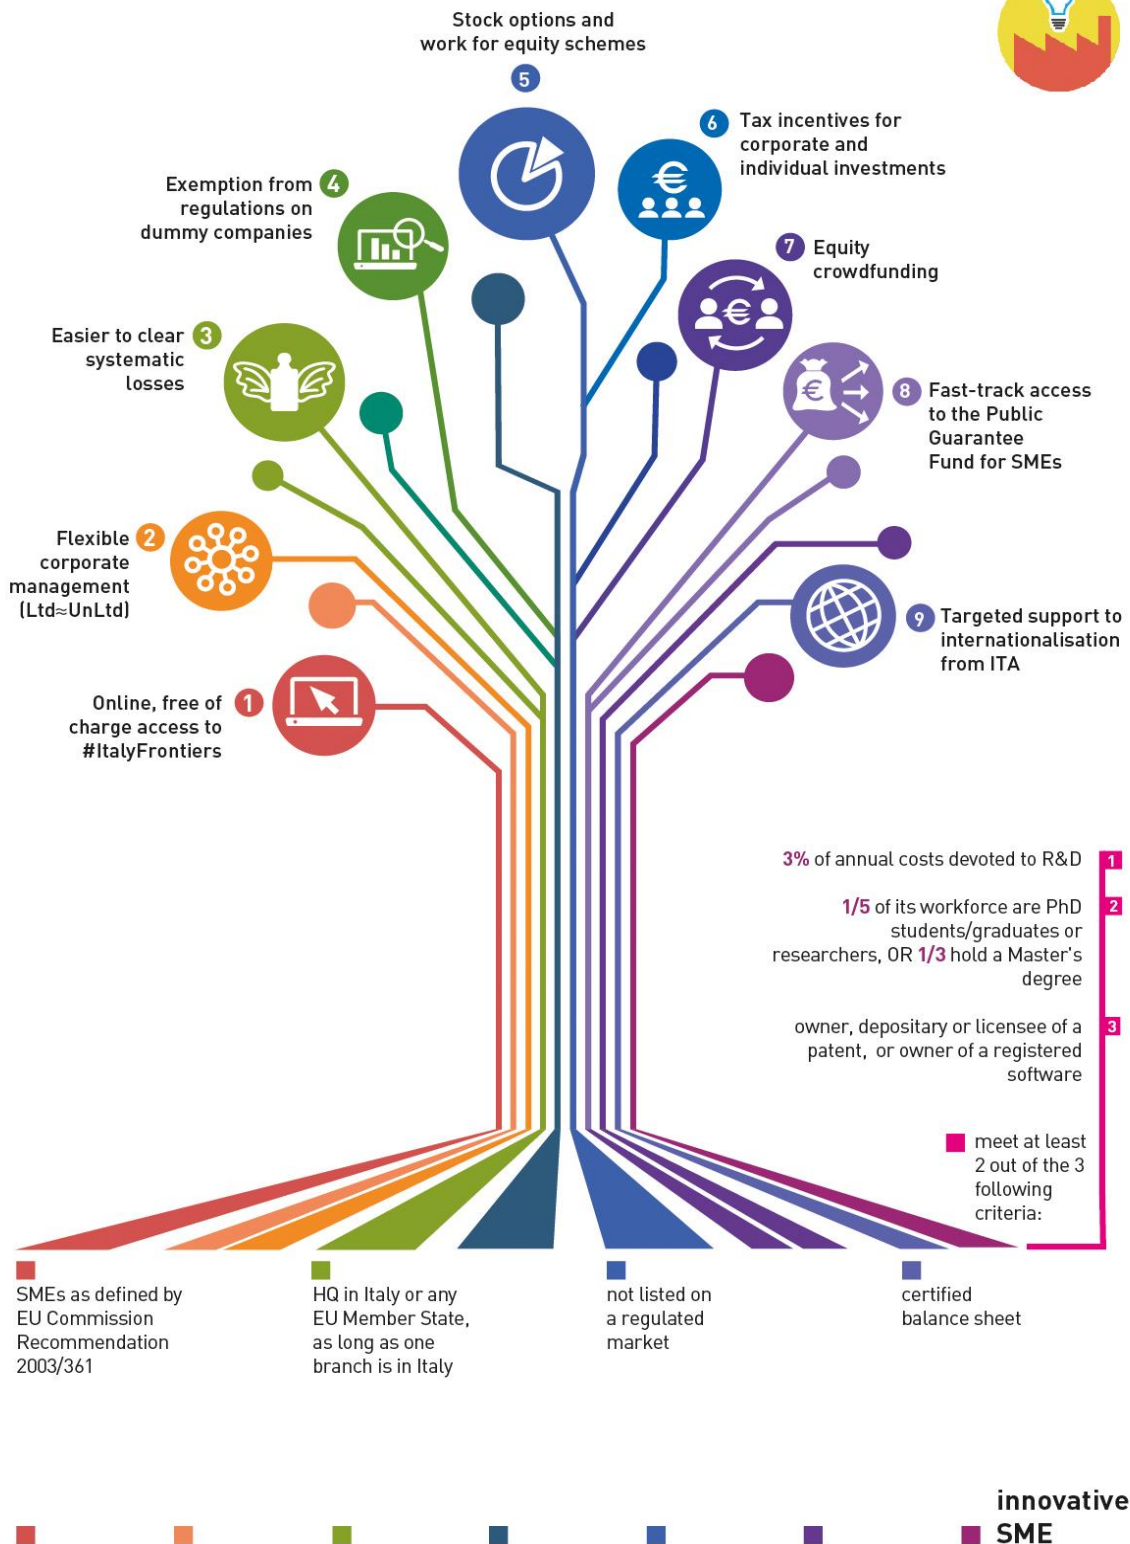 Stock options and
work for equity schemes
5
6
Tax incentives for
corporate and
individual investments
Exemption from
regulations on
dummy companies
4
7
Equity
crowdfunding
Easier to clear
systematic
losses
3
8
Fast-track access
to the Public
Guarantee
Fund for SMEs
Flexible
corporate
management
(Ltd≈UnLtd)
2
9
Targeted support to
internationalisation
from ITA
Online, free of
charge access to
#ItalyFrontiers
1
3% of annual costs devoted to R&D
1
1/5 of its workforce are PhD
students/graduates or
researchers, OR 1/3 hold a Master's
degree
2
owner, depositary or licensee of a
patent, or owner of a registered
software
3
meet at least
2 out of the 3
following
criteria:
SMEs as defined by
EU Commission
Recommendation
2003/361
HQ in Italy or any
EU Member State,
as long as one
branch is in Italy
not listed on
a regulated
market
certified
balance sheet
innovative
SME